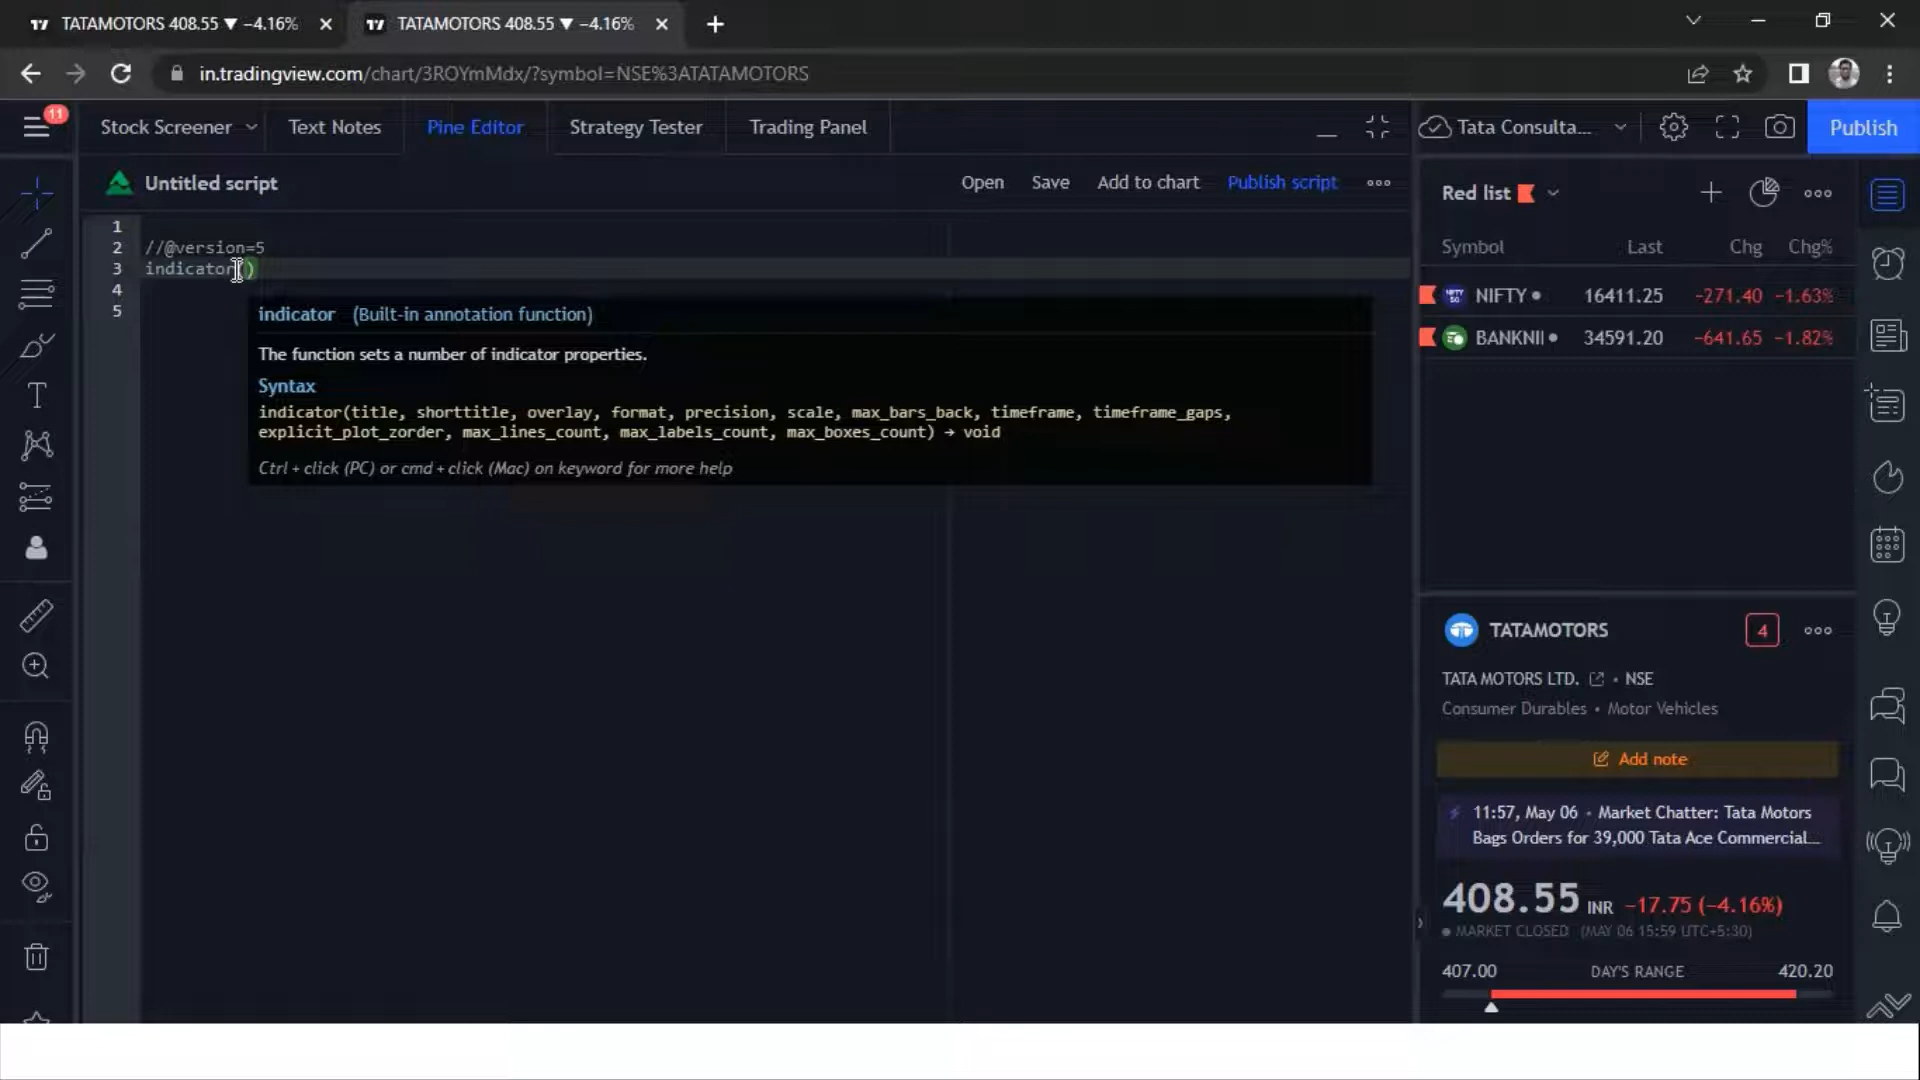 TATAMOTORS 408.55 ▼ −4.16%
TATAMOTORS 408.55 ▼ −4.16%
in.tradingview.com/chart/3ROYmMdx/?symbol=NSE%3ATATAMOTORS
11
Stock Screener
Text Notes
Pine Editor
Strategy Tester
Trading Panel
Tata Consulta...
Publish
Untitled script
Open
Save
Add to chart
Publish script
1
2 //@version=5
3 indicator()
4
5
indicator (Built-in annotation function)
The function sets a number of indicator properties.
Syntax
indicator(title, shorttitle, overlay, format, precision, scale, max_bars_back, timeframe, timeframe_gaps,
explicit_plot_zorder, max_lines_count, max_labels_count, max_boxes_count) → void
Ctrl + click (PC) or cmd + click (Mac) on keyword for more help
Red list
Symbol Last Chg Chg%
NIFTY 16411.25 −271.40 −1.63%
BANKNII 34591.20 −641.65 −1.82%
TATAMOTORS
4
TATA MOTORS LTD. • NSE
Consumer Durables • Motor Vehicles
Add note
11:57, May 06 • Market Chatter: Tata Motors
Bags Orders for 39,000 Tata Ace Commercial...
408.55 INR −17.75 (−4.16%)
MARKET CLOSED (MAY 06 15:59 UTC+5:30)
407.00 DAY'S RANGE 420.20